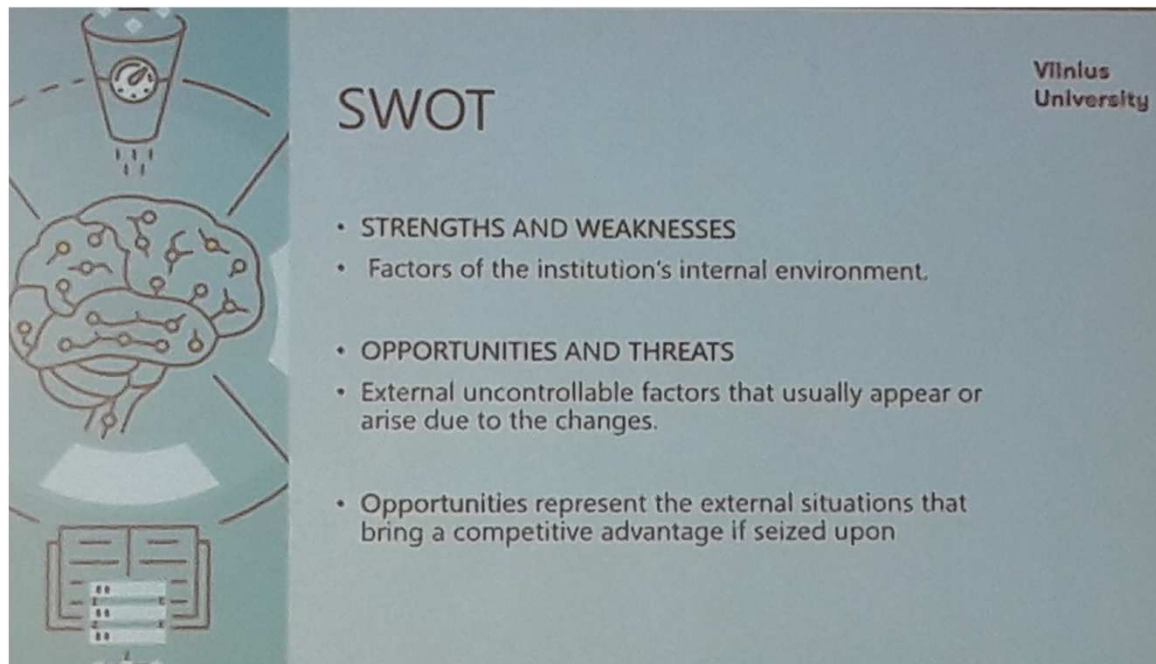 SWOT
Vilnius
University
• STRENGTHS AND WEAKNESSES
• Factors of the institution's internal environment.
• OPPORTUNITIES AND THREATS
• External uncontrollable factors that usually appear or
arise due to the changes.
• Opportunities represent the external situations that
bring a competitive advantage if seized upon